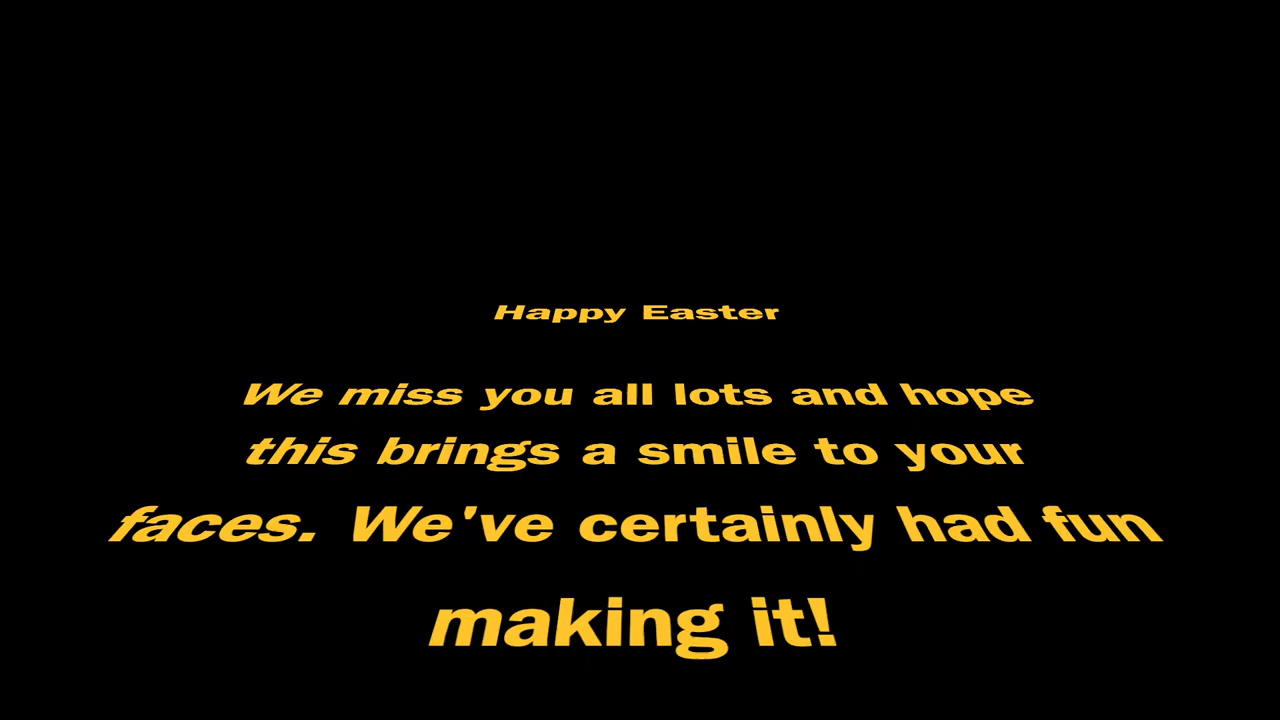 Happy Easter
We miss you all lots and hope
this brings a smile to your
faces. We've certainly had fun
making it!